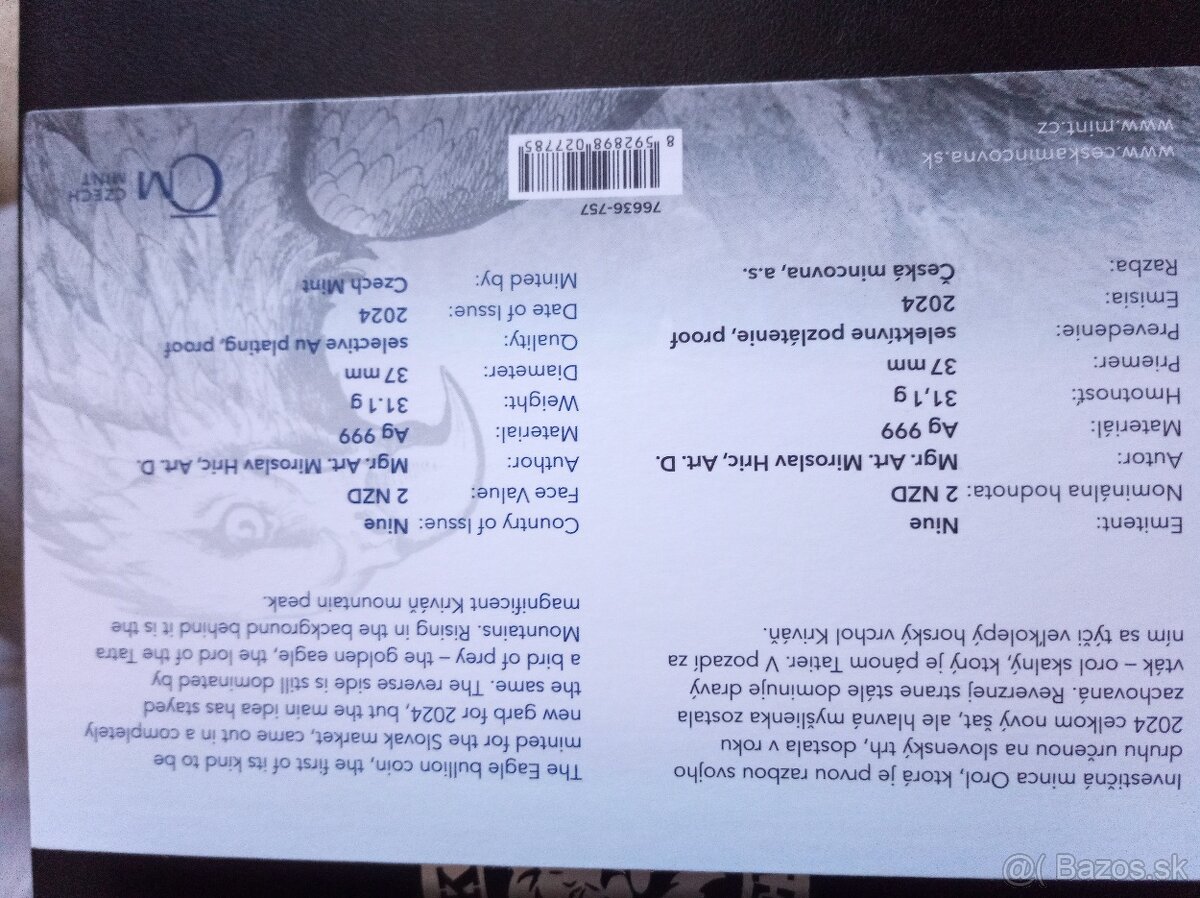 Investičná minca Orol, ktorá je prvou razbou svojho
druhu určenou na slovenský trh, dostala v roku
2024 celkom nový šat, ale hlavná myšlienka zostala
zachovaná. Reverznej strane stále dominuje dravý
vták – orol skalný, ktorý je pánom Tatier. V pozadí za
ním sa týči veľkolepý horský vrchol Kriváň.
The Eagle bullion coin, the first of its kind to be
minted for the Slovak market, came out in a completely
new garb for 2024, but the main idea has stayed
the same. The reverse side is still dominated by
a bird of prey – the golden eagle, the lord of the Tatra
Mountains. Rising in the background behind it is the
magnificent Kriváň mountain peak.
Emitent: Niue
Nominálna hodnota: 2 NZD
Autor: Mgr. Art. Miroslav Hric, Art. D.
Materiál: Ag 999
Hmotnosť: 31,1 g
Priemer: 37 mm
Prevedenie: selektívne pozlátenie, proof
Emisia: 2024
Razba: Česká mincovna, a.s.
Country of Issue: Niue
Face Value: 2 NZD
Author: Mgr. Art. Miroslav Hric, Art. D.
Material: Ag 999
Weight: 31.1 g
Diameter: 37 mm
Quality: selective Au plating, proof
Date of Issue: 2024
Minted by: Czech Mint
www.ceskamincovna.sk
www.mint.cz
76636-757
8 592898 027785
ČM CZECH
MINT
@( Bazos.sk